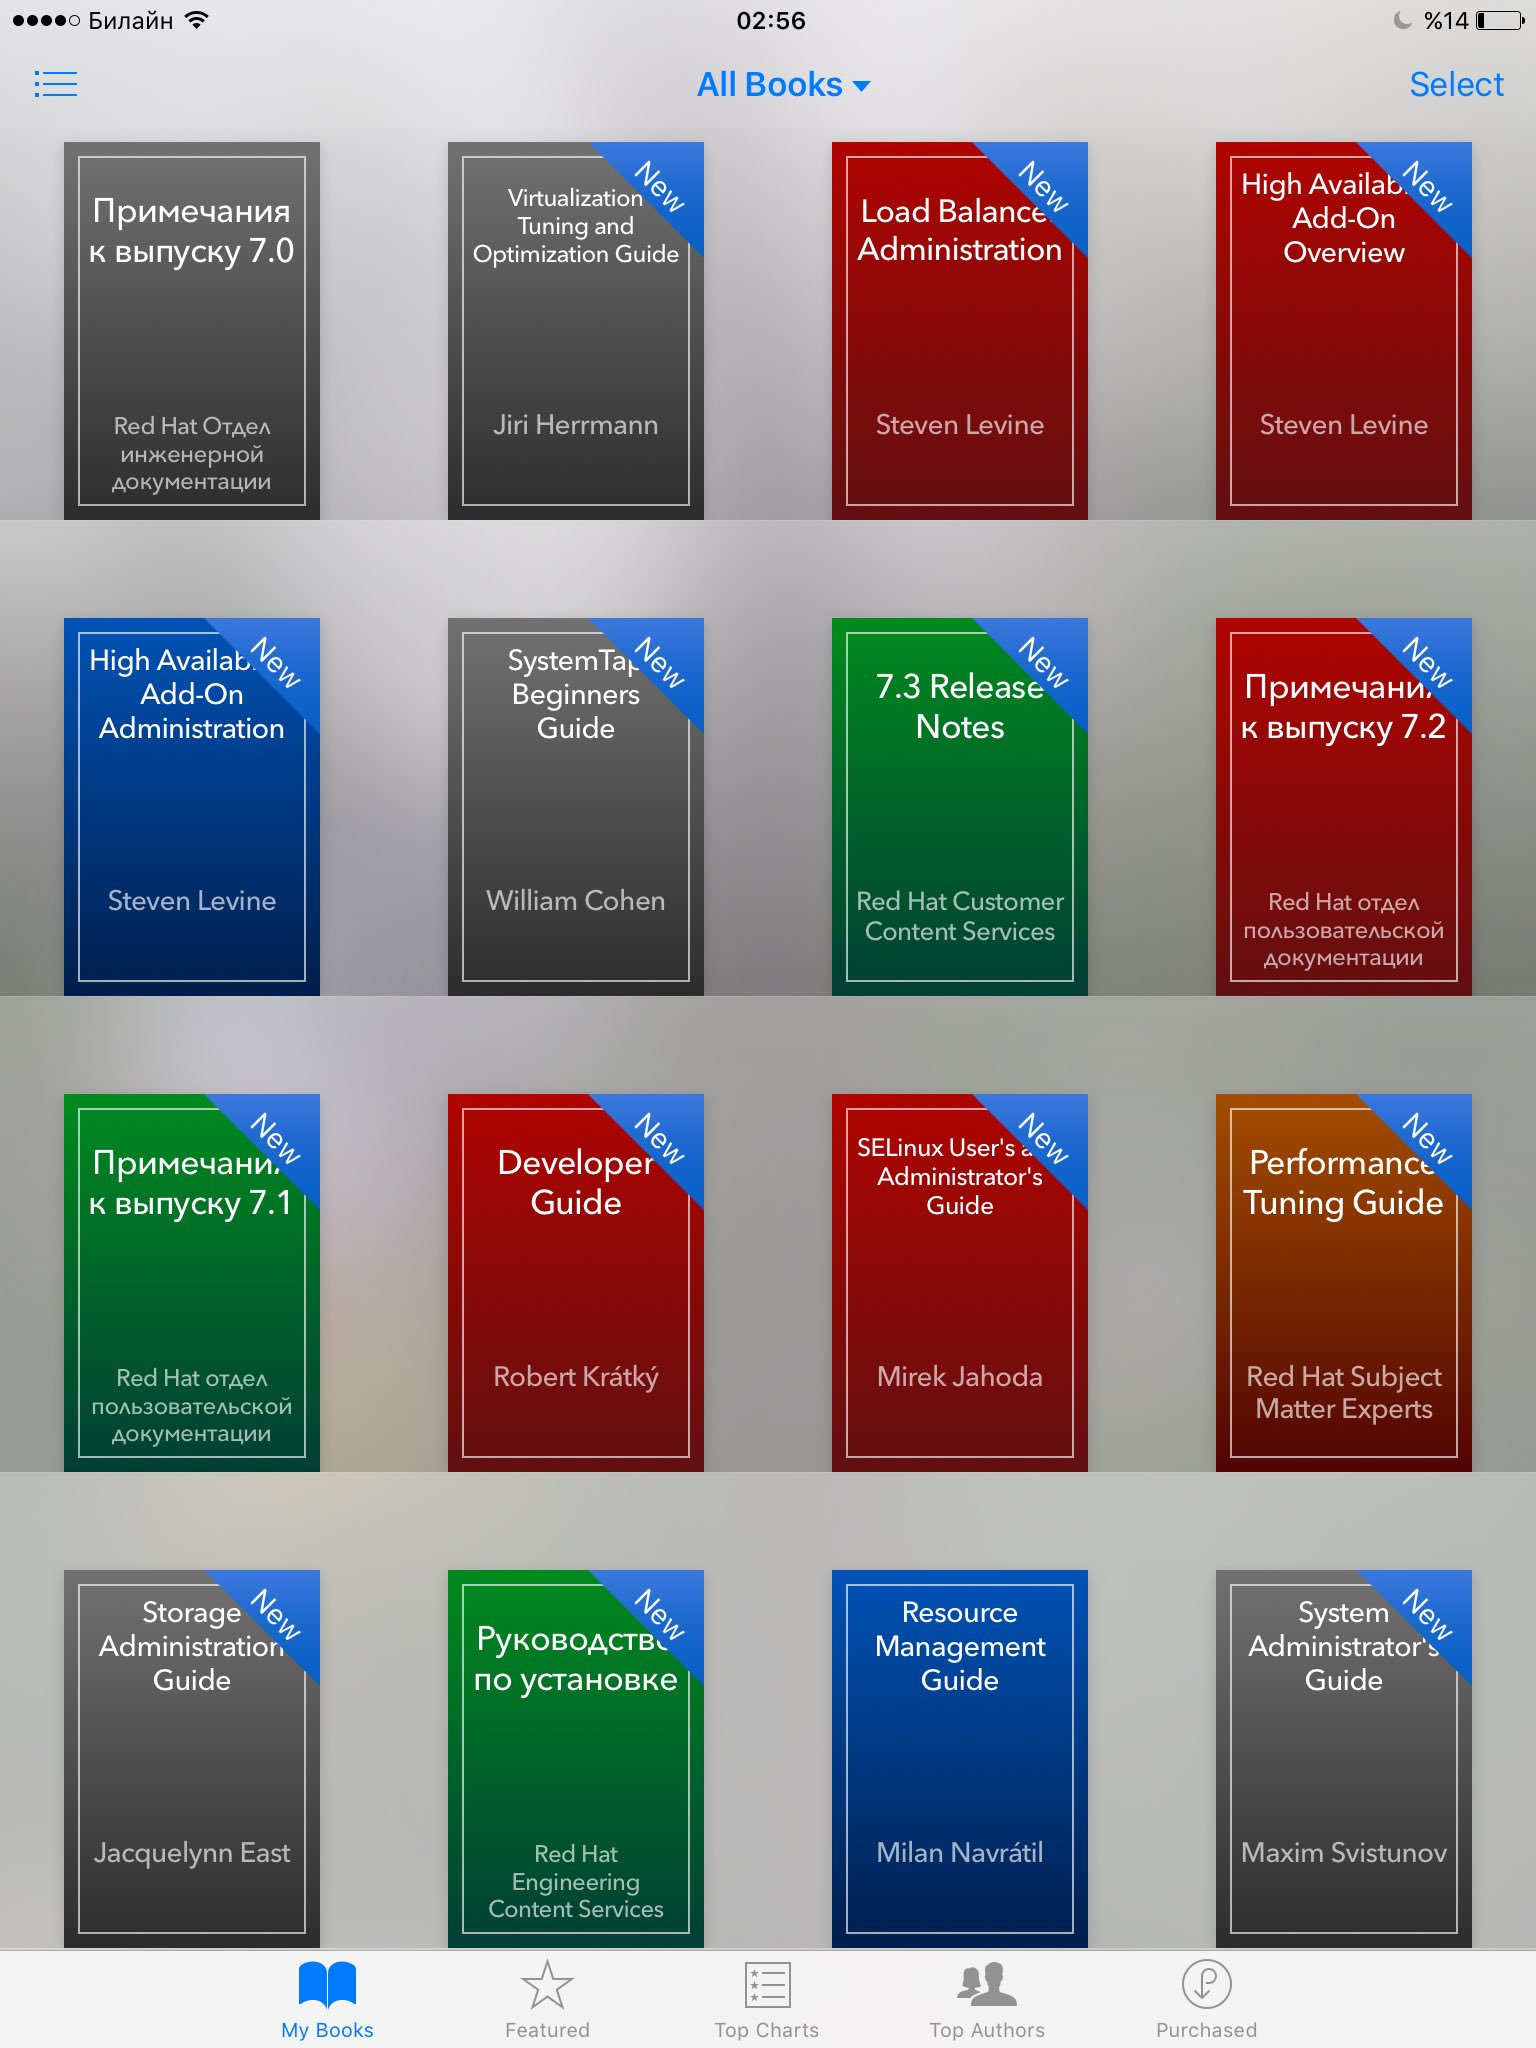 Билайн
02:56
%14
All Books
Select
Примечания
к выпуску 7.0
Red Hat Отдел
инженерной
документации
New
Virtualization
Tuning and
Optimization Guide
Jiri Herrmann
New
Load Balance
Administration
Steven Levine
New
High Availab
Add-On
Overview
Steven Levine
New
High Availab
Add-On
Administration
Steven Levine
New
SystemTap
Beginners
Guide
William Cohen
New
7.3 Release
Notes
Red Hat Customer
Content Services
New
Примечани
к выпуску 7.2
Red Hat отдел
пользовательской
документации
New
Примечани
к выпуску 7.1
Red Hat отдел
пользовательской
документации
New
Developer
Guide
Robert Krátký
New
SELinux User's a
Administrator's
Guide
Mirek Jahoda
New
Performance
Tuning Guide
Red Hat Subject
Matter Experts
New
Storage
Administration
Guide
Jacquelynn East
New
Руководство
по установке
Red Hat
Engineering
Content Services
Resource
Management
Guide
Milan Navrátil
New
System
Administrator's
Guide
Maxim Svistunov
My Books
Featured
Top Charts
Top Authors
Purchased